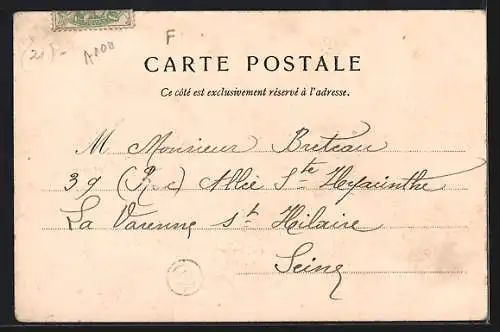 F
A100
CARTE POSTALE
Ce côté est exclusivement réservé à l'adresse.
M Monsieur Breteau
39 (R. c) Allée Ste Hyacinthe
La Varenne St Hilaire
Seine